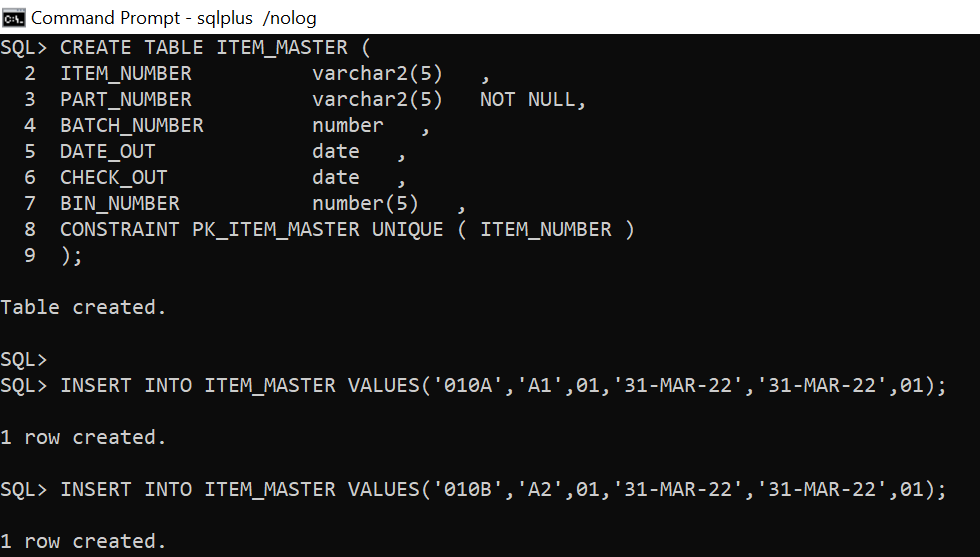 Command Prompt - sqlplus  /nolog
SQL> CREATE TABLE ITEM_MASTER (
  2  ITEM_NUMBER          varchar2(5)   ,
  3  PART_NUMBER          varchar2(5)   NOT NULL,
  4  BATCH_NUMBER         number   ,
  5  DATE_OUT             date   ,
  6  CHECK_OUT            date   ,
  7  BIN_NUMBER           number(5)   ,
  8  CONSTRAINT PK_ITEM_MASTER UNIQUE ( ITEM_NUMBER )
  9  );
Table created.
SQL>
SQL> INSERT INTO ITEM_MASTER VALUES('010A','A1',01,'31-MAR-22','31-MAR-22',01);
1 row created.
SQL> INSERT INTO ITEM_MASTER VALUES('010B','A2',01,'31-MAR-22','31-MAR-22',01);
1 row created.